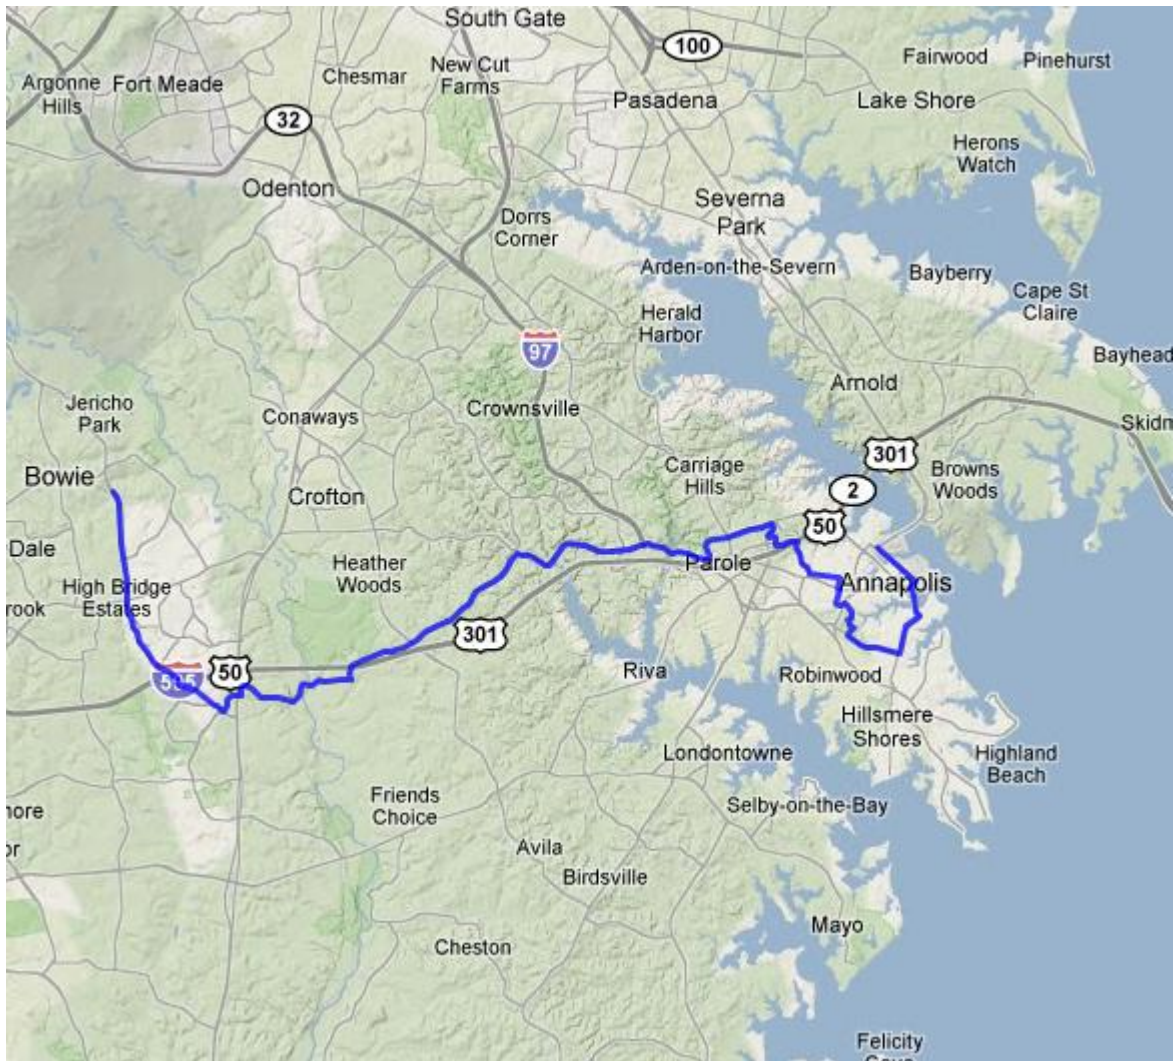 South Gate
100
Fairwood
Pinehurst
Argonne
Hills
Fort Meade
Chesmar
New Cut
Farms
Pasadena
Lake Shore
32
Herons
Watch
Odenton
Severna
Park
Dorrs
Corner
Arden-on-the-Severn
Bayberry
Cape St
Claire
Herald
Harbor
97
Bayhead
Jericho
Park
Conaways
Crownsville
Arnold
Skidm
301
Bowie
Crofton
Carriage
Hills
2
Browns
Woods
50
Dale
Heather
Woods
Parole
Annapolis
High Bridge
Estates
rook
301
50
595
Riva
Robinwood
Hillsmere
Shores
Londontowne
Highland
Beach
Friends
Choice
Selby-on-the-Bay
more
or
Avila
Birdsville
Mayo
Cheston
Felicity